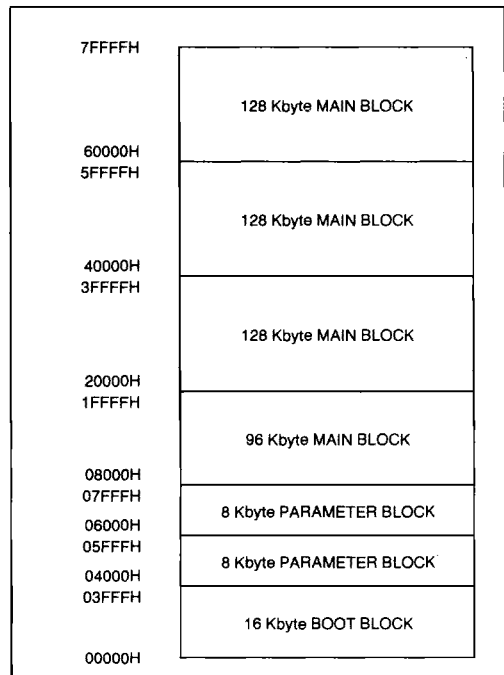 7FFFFH
128 Kbyte MAIN BLOCK
60000H
5FFFFH
128 Kbyte MAIN BLOCK
40000H
3FFFFH
128 Kbyte MAIN BLOCK
20000H
1FFFFH
96 Kbyte MAIN BLOCK
08000H
07FFFH
8 Kbyte PARAMETER BLOCK
06000H
05FFFH
8 Kbyte PARAMETER BLOCK
04000H
03FFFH
16 Kbyte BOOT BLOCK
00000H